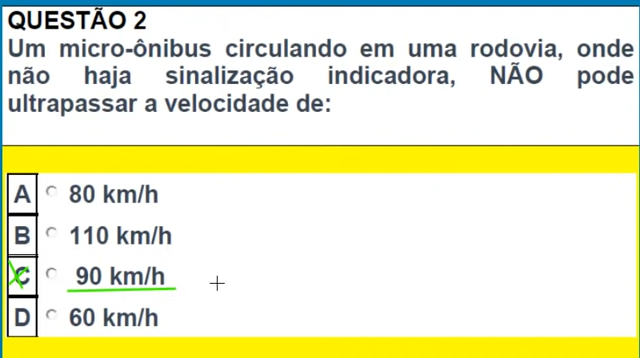 QUESTÃO 2
Um micro-ônibus circulando em uma rodovia, onde
não haja sinalização indicadora, NÃO pode
ultrapassar a velocidade de:
A 80 km/h
B 110 km/h
C 90 km/h
D 60 km/h